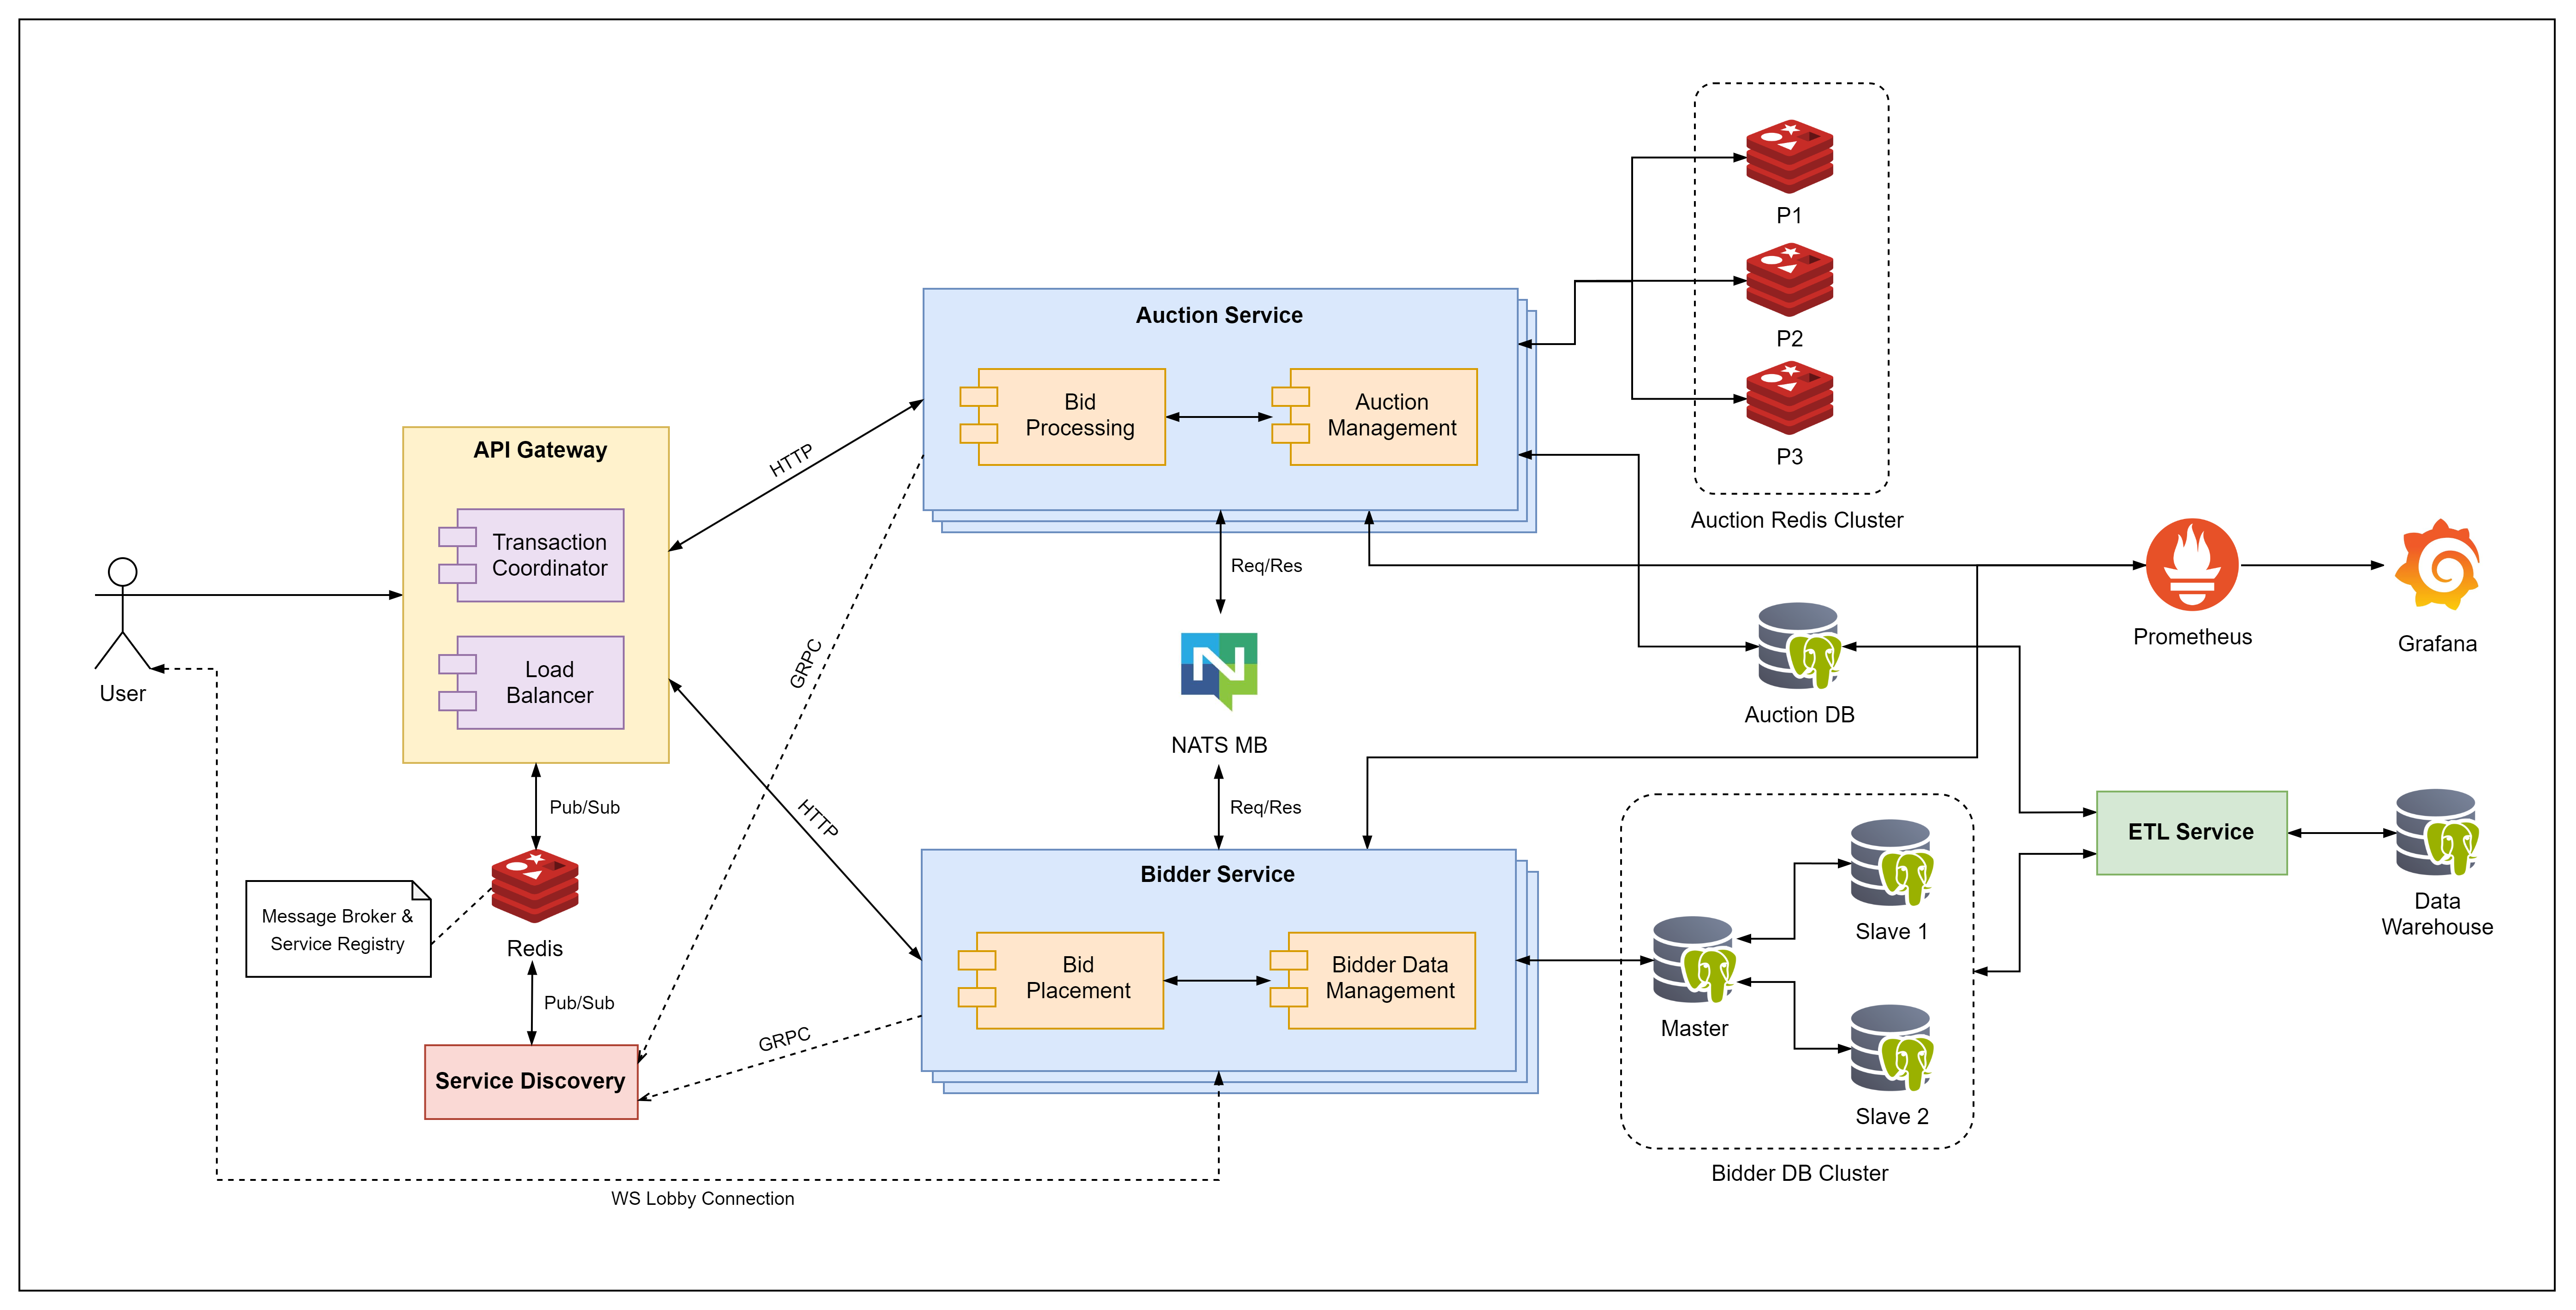 P1
P2
P3
Auction Redis Cluster
Auction Service
Bid
Processing
Auction
Management
API Gateway
Transaction
Coordinator
Load
Balancer
HTTP
GRPC
HTTP
User
Req/Res
NATS MB
Req/Res
Auction DB
Prometheus
Grafana
Pub/Sub
Message Broker &
Service Registry
Redis
Pub/Sub
Service Discovery
GRPC
Bidder Service
Bid
Placement
Bidder Data
Management
Master
Slave 1
Slave 2
Bidder DB Cluster
ETL Service
Data
Warehouse
WS Lobby Connection